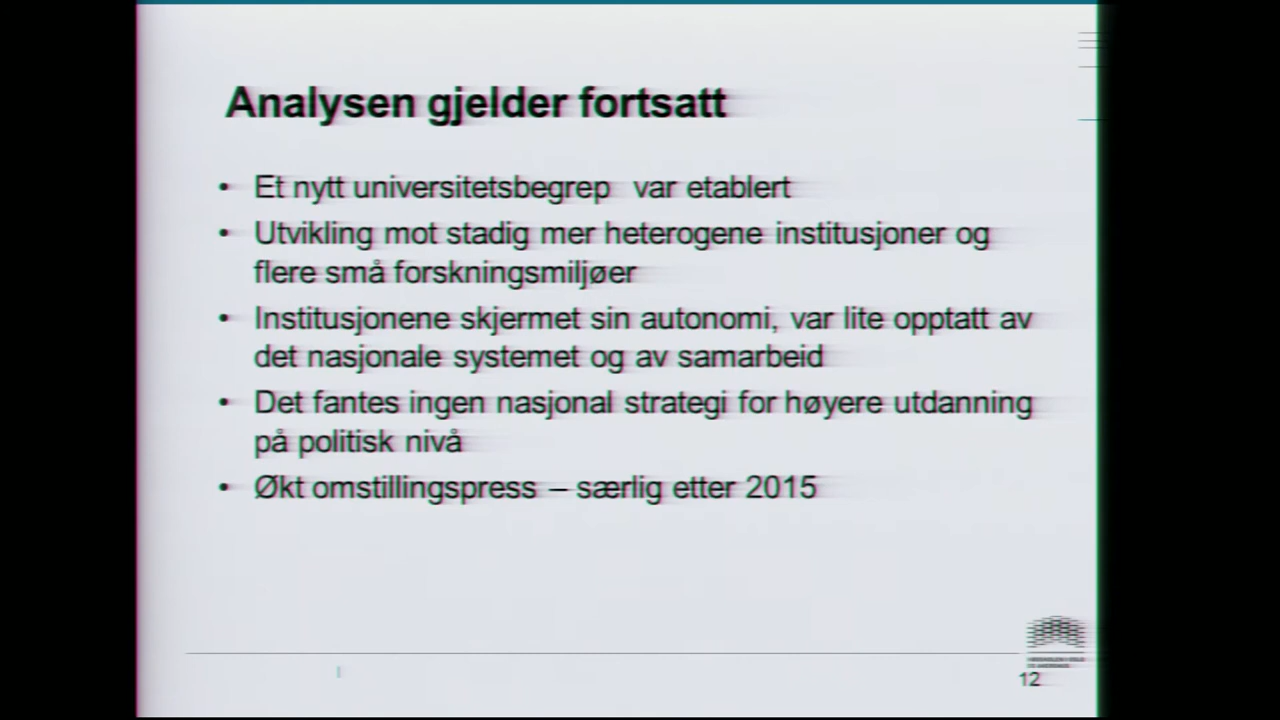 Analysen gjelder fortsatt
• Et nytt universitetsbegrep var etablert
• Utvikling mot stadig mer heterogene institusjoner og
flere små forskningsmiljøer
• Institusjonene skjermet sin autonomi, var lite opptatt av
det nasjonale systemet og av samarbeid
• Det fantes ingen nasjonal strategi for høyere utdanning
på politisk nivå
• Økt omstillingspress – særlig etter 2015
12